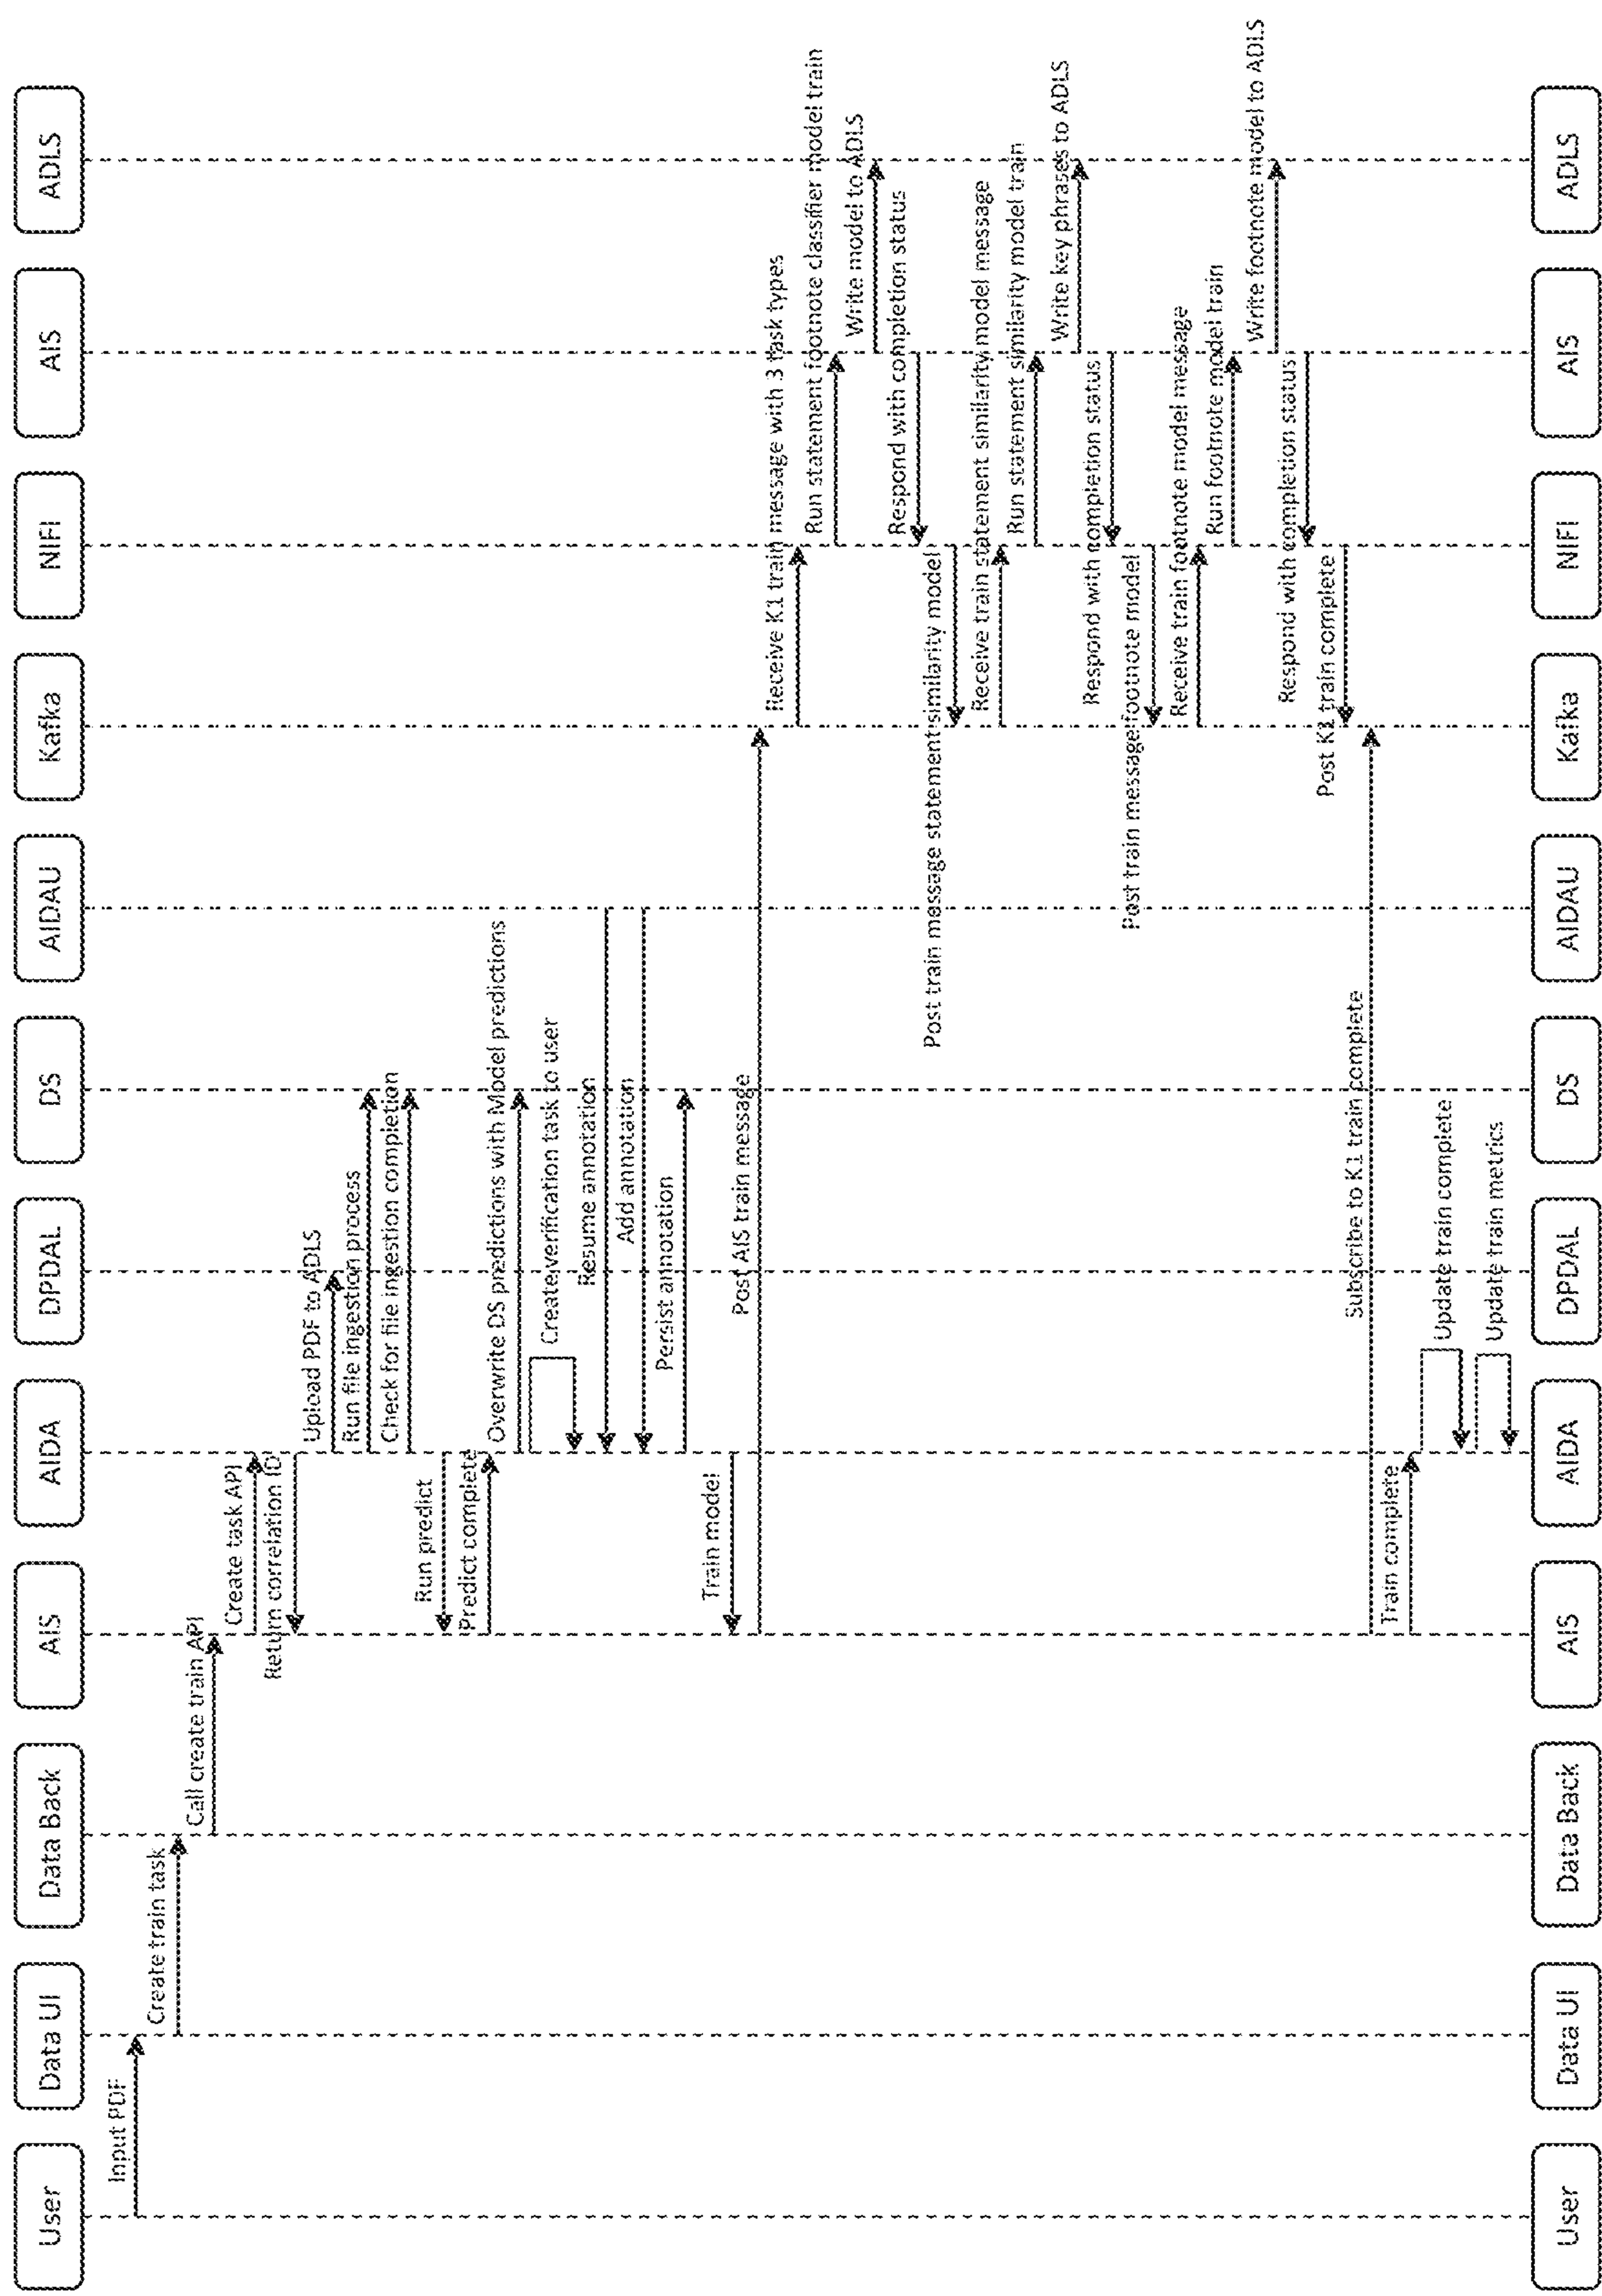 User
Data UI
Data Back
AIS
AIDA
DPDAL
DS
AIDAU
Kafka
NIFI
AIS
ADLS
Input PDF
Create train task
Call create train API
Create task API
Return correlation ID
Upload PDF to ADLS
Run file ingestion process
Check for file ingestion completion
Run predict
Predict complete
Overwrite DS predictions with Model predictions
Create verification task to user
Resume annotation
Add annotation
Persist annotation
Train model
Post AIS train message
Receive K1 train message with 3 task types
Run statement footnote classifier model train
Write model to ADLS
Respond with completion status
Post train message statement similarity model
Receive train statement similarity model message
Run statement similarity model train
Write key phrases to ADLS
Respond with completion status
Post train message footnote model
Receive train footnote model message
Run footnote model train
Write footnote model to ADLS
Respond with completion status
Post K1 train complete
Subscribe to K1 train complete
Train complete
Update train complete
Update train metrics
User
Data UI
Data Back
AIS
AIDA
DPDAL
DS
AIDAU
Kafka
NIFI
AIS
ADLS